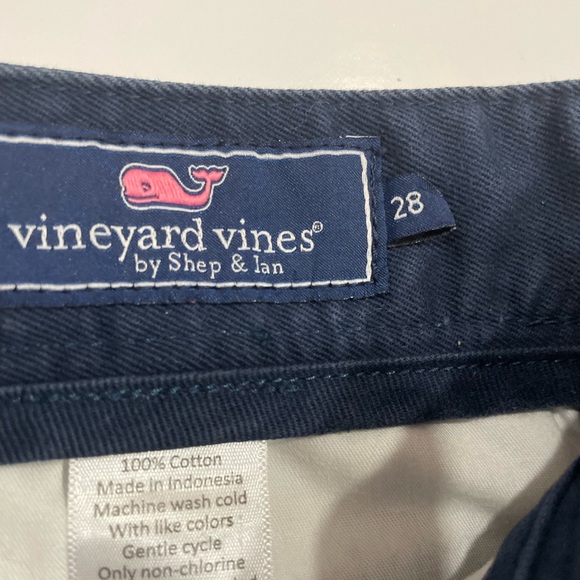 vineyard vines®
by Shep & Ian
28
100% Cotton
Made in Indonesia
Machine wash cold
With like colors
Gentle cycle
Only non-chlorine